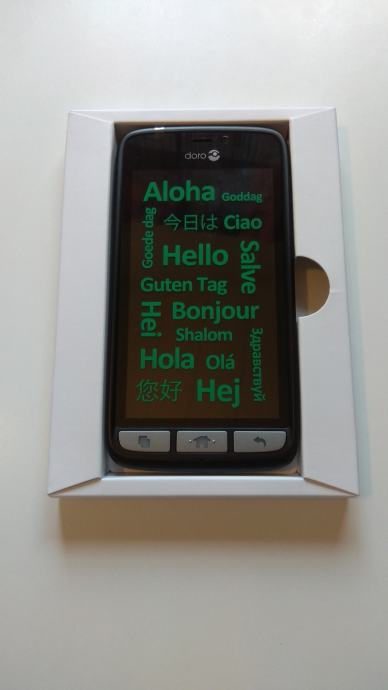 doro
Aloha Goddag
Goede dag
今日は Ciao
Hello
Salve
Guten Tag
Hei
Bonjour
Shalom
Здравствуй
Hola Olá
您好 Hej